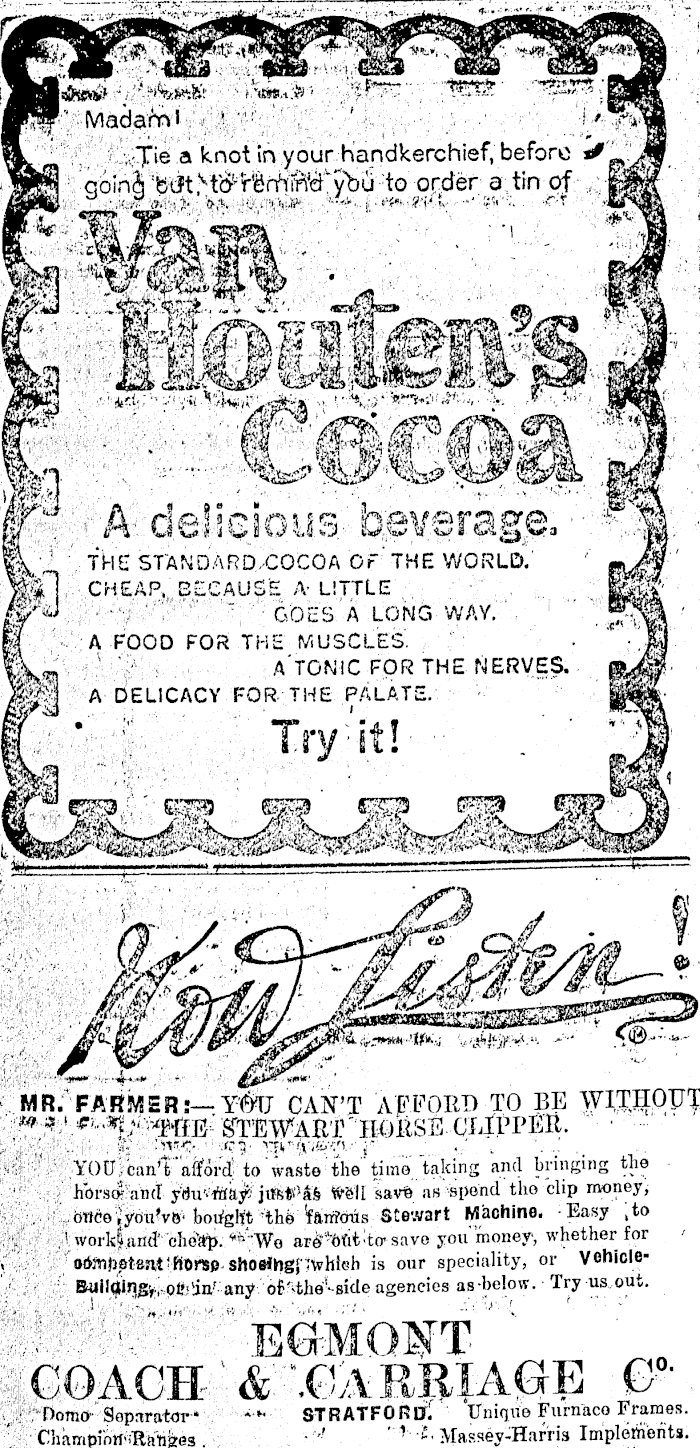 Madam!
Tie a knot in your handkerchief, before
going out, to remind you to order a tin of
Van
Houten's
Cocoa
A delicious beverage.
THE STANDARD COCOA OF THE WORLD.
CHEAP, BECAUSE A LITTLE
GOES A LONG WAY.
A FOOD FOR THE MUSCLES.
A TONIC FOR THE NERVES.
A DELICACY FOR THE PALATE.
Try it!
Now Listen!
MR. FARMER:— YOU CAN'T AFFORD TO BE WITHOUT
THE STEWART HORSE CLIPPER.
YOU can't afford to waste the time taking and bringing the
horse and you may just as well save as spend the clip money,
once you've bought the famous Stewart Machine. Easy to
work and cheap. We are out to save you money, whether for
competent horse shoeing, which is our speciality, or Vehicle-
Building, or in any of the side agencies as below. Try us out.
EGMONT
COACH & CARRIAGE Co.
Domo Separator STRATFORD. Unique Furnace Frames.
Champion Ranges Massey-Harris Implements.